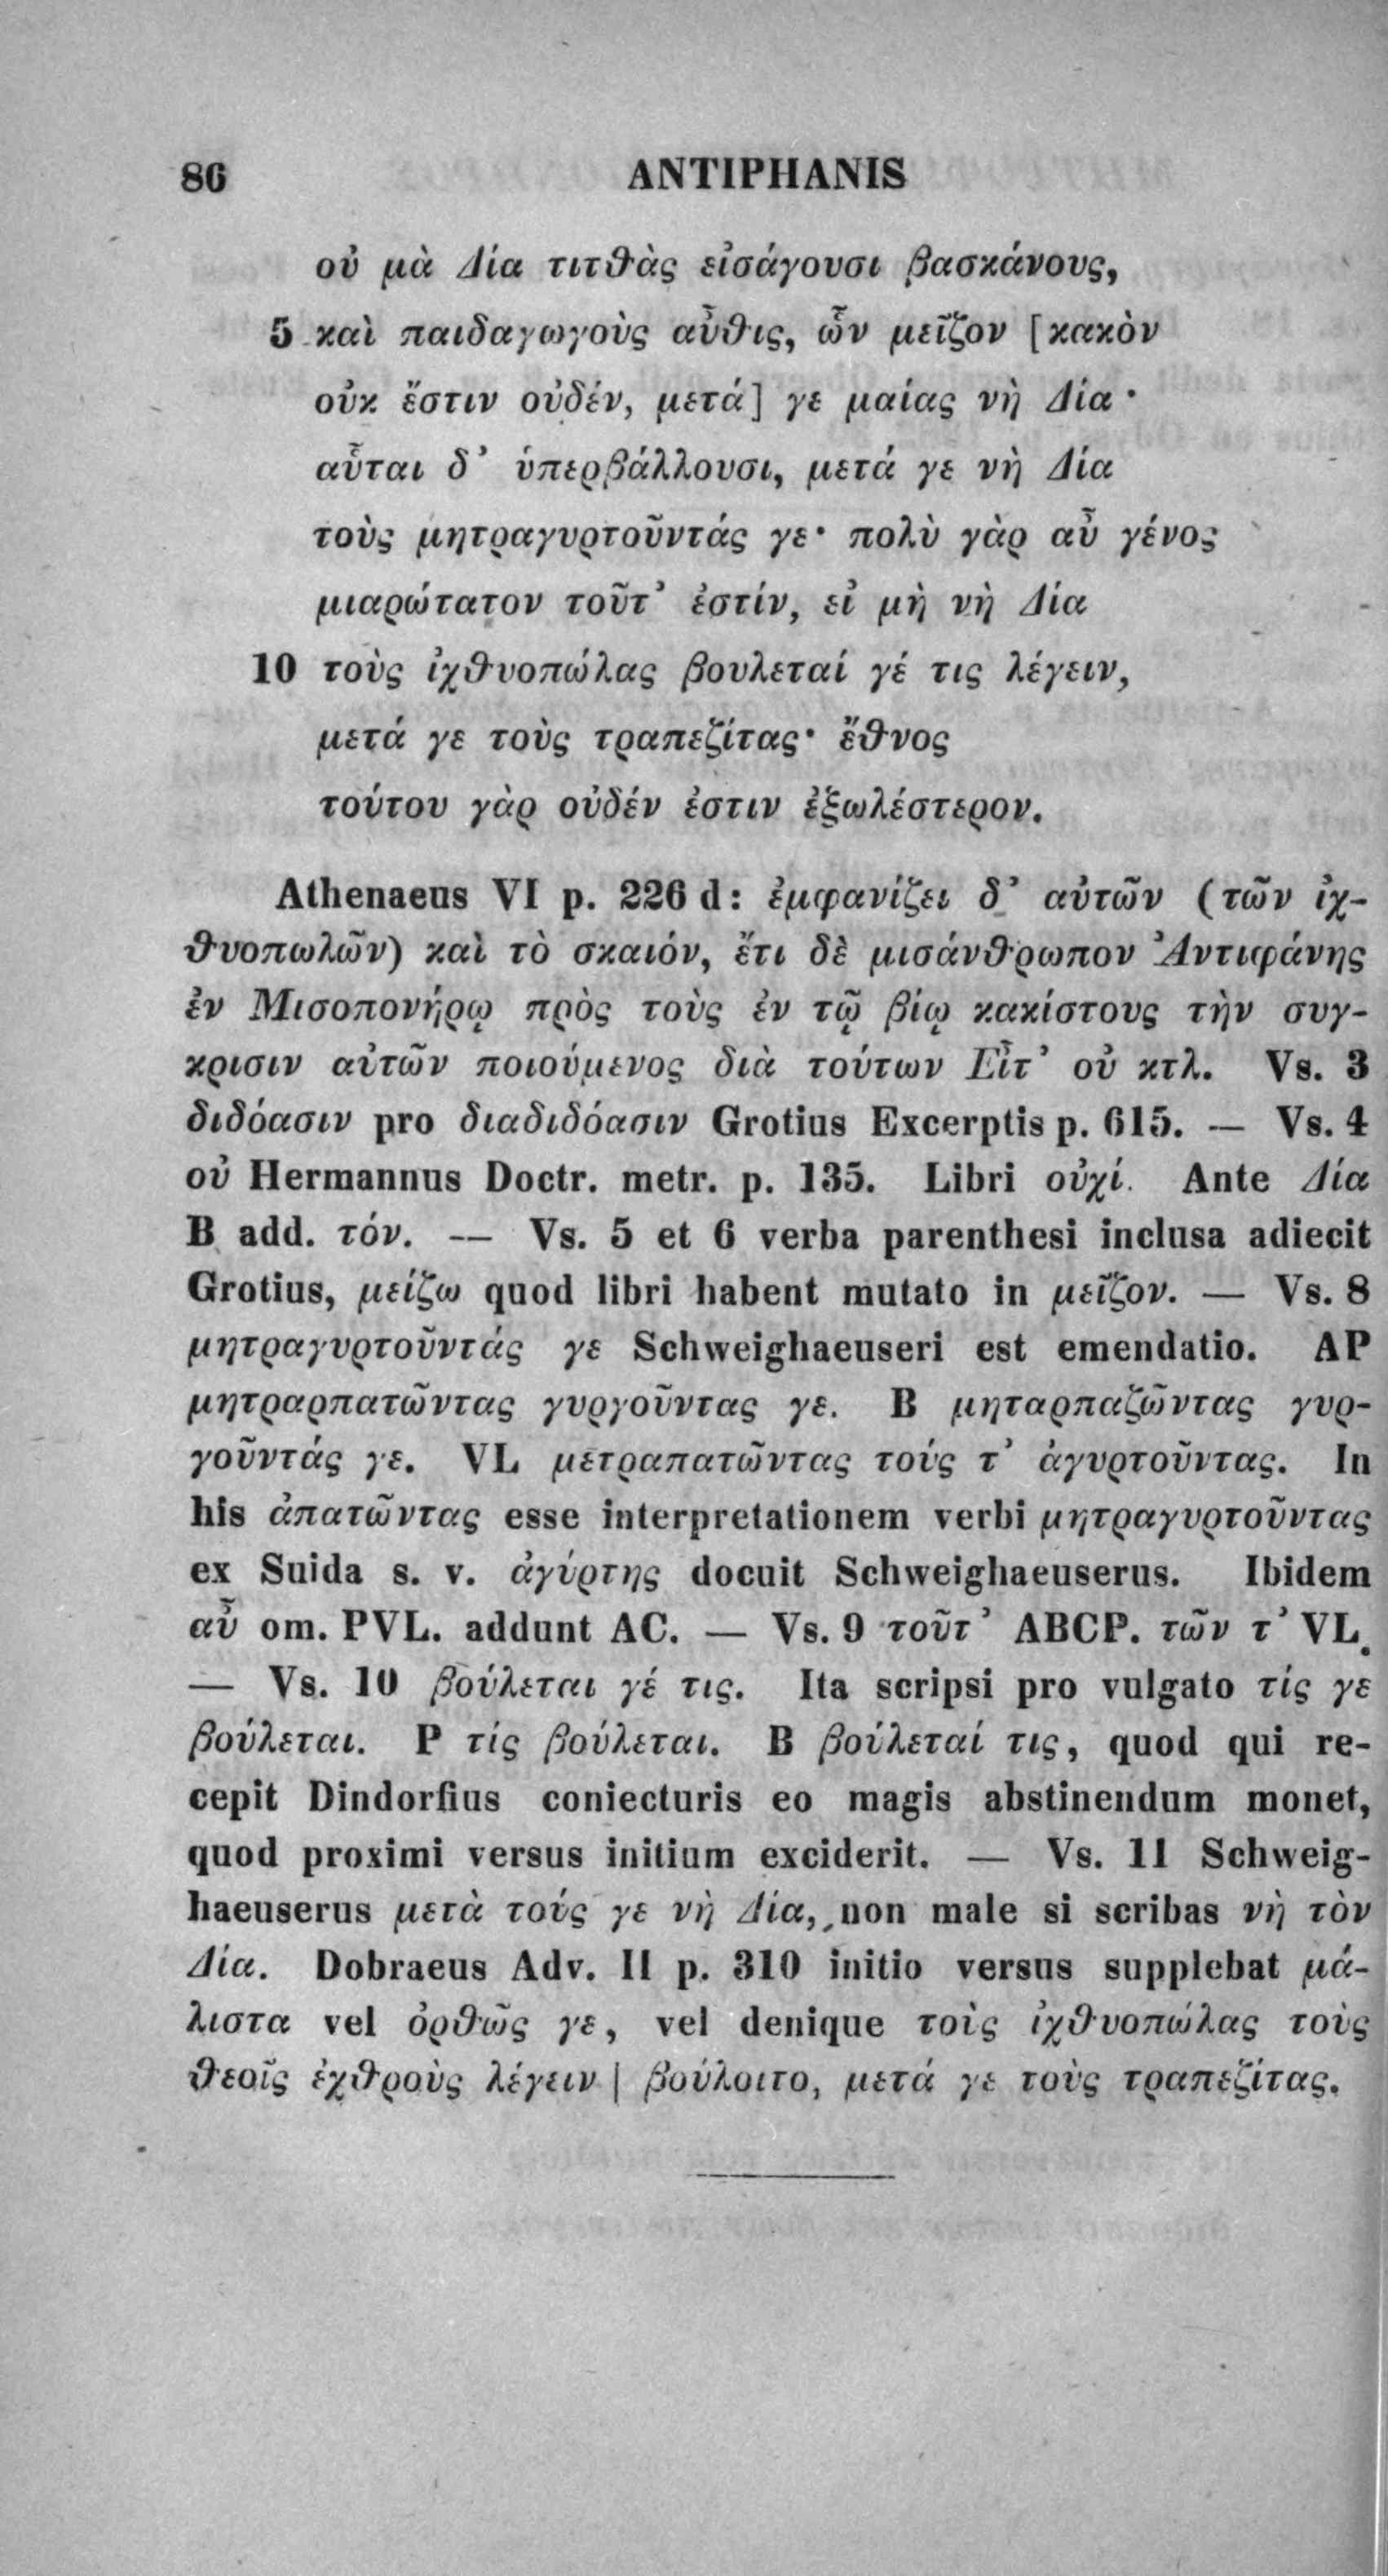 86 ANTIPHANIS
οὐ μὰ Δία τιτθὰς εἰσάγουσι βασκάνους,
5 καὶ παιδαγωγοὺς αὖθις, ὧν μεῖζον [κακὸν
οὐκ ἔστιν οὐδέν, μετά] γε μαίας νὴ Δία·
αὗται δ' ὑπερβάλλουσι, μετά γε νὴ Δία
τοὺς μητραγυρτοῦντάς γε· πολὺ γὰρ αὖ γένος
μιαρώτατον τοῦτ' ἐστίν, εἰ μὴ νὴ Δία
10 τοὺς ἰχθυοπώλας βουλεταί γέ τις λέγειν,
μετά γε τοὺς τραπεζίτας· ἔθνος
τούτου γὰρ οὐδέν ἐστιν ἐξωλέστερον.
Athenaeus VI p. 226 d: ἐμφανίζει δ' αὐτῶν (τῶν ἰχ-
θυοπωλῶν) καὶ τὸ σκαιόν, ἔτι δὲ μισάνθρωπον Ἀντιφάνης
ἐν Μισοπονήρῳ πρὸς τοὺς ἐν τῷ βίῳ κακίστους τὴν συγ-
κρισιν αὐτῶν ποιούμενος διὰ τούτων Εἶτ' οὐ κτλ. Vs. 3
διδόασιν pro διαδιδόασιν Grotius Excerptis p. 615. — Vs. 4
οὐ Hermannus Doctr. metr. p. 135. Libri οὐχί. Ante Δία
B add. τόν. — Vs. 5 et 6 verba parenthesi inclusa adiecit
Grotius, μείζω quod libri habent mutato in μεῖζον. — Vs. 8
μητραγυρτοῦντάς γε Schweighaeuseri est emendatio. AP
μητραρπατῶντας γυργοῦντας γε. B μηταρπαζῶντας γυρ-
γοῦντάς γε. VL μετραπατῶντας τούς τ' ἀγυρτοῦντας. In
his ἀπατῶντας esse interpretationem verbi μητραγυρτοῦντας
ex Suida s. v. ἀγύρτης docuit Schweighaeuserus. Ibidem
αὖ om. PVL. addunt AC. — Vs. 9 τοῦτ' ABCP. τῶν τ' VL.
— Vs. 10 βούλεται γέ τις. Ita scripsi pro vulgato τίς γε
βούλεται. P τίς βούλεται. B βούλεταί τις, quod qui re-
cepit Dindorfius coniecturis eo magis abstinendum monet,
quod proximi versus initium exciderit. — Vs. 11 Schweig-
haeuserus μετὰ τούς γε νὴ Δία, non male si scribas νὴ τὸν
Δία. Dobraeus Adv. II p. 310 initio versus supplebat μά-
λιστα vel ὀρθῶς γε, vel denique τοὺς ἰχθυοπώλας τοὺς
θεοῖς ἐχθροὺς λέγειν | βούλοιτο, μετά γε τοὺς τραπεζίτας.